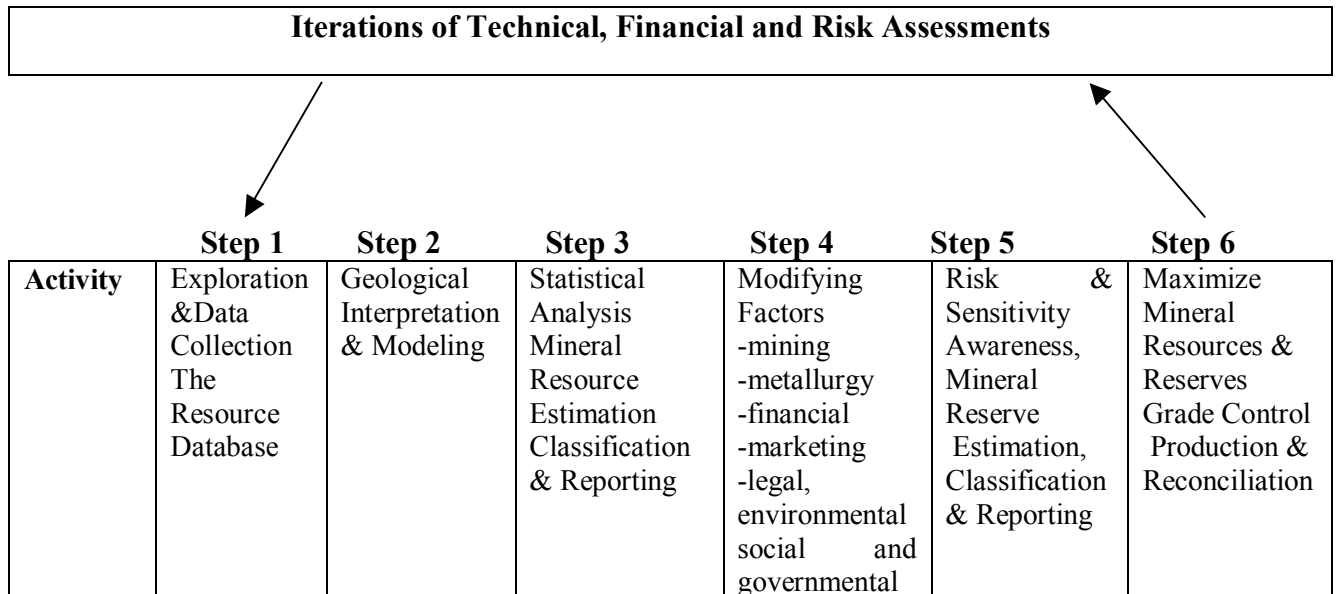 Iterations of Technical, Financial and Risk Assessments
Step 1 Step 2 Step 3 Step 4 Step 5 Step 6
Activity
Exploration
&Data
Collection
The
Resource
Database
Geological
Interpretation
& Modeling
Statistical
Analysis
Mineral
Resource
Estimation
Classification
& Reporting
Modifying
Factors
-mining
-metallurgy
-financial
-marketing
-legal,
environmental
social and
governmental
Risk &
Sensitivity
Awareness,
Mineral
Reserve
Estimation,
Classification
& Reporting
Maximize
Mineral
Resources &
Reserves
Grade Control
Production &
Reconciliation